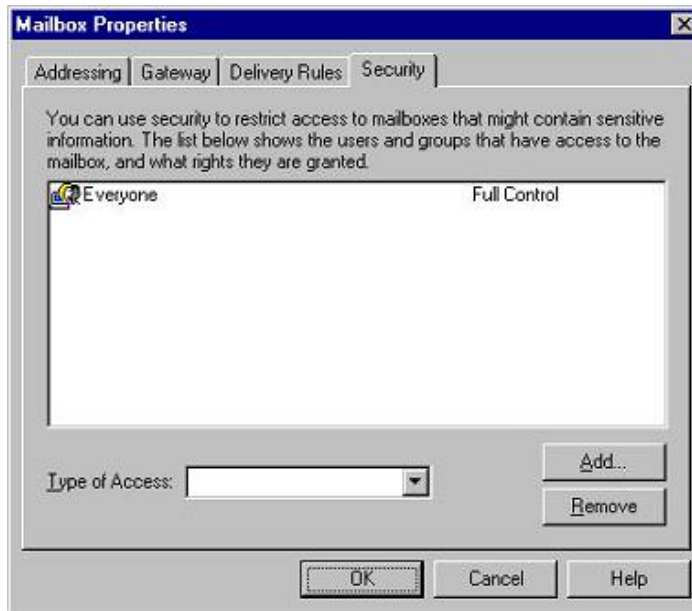 Mailbox Properties
Addressing Gateway Delivery Rules Security
You can use security to restrict access to mailboxes that might contain sensitive
information. The list below shows the users and groups that have access to the
mailbox, and what rights they are granted.
Everyone Full Control
Add...
Type of Access:
Remove
OK Cancel Help